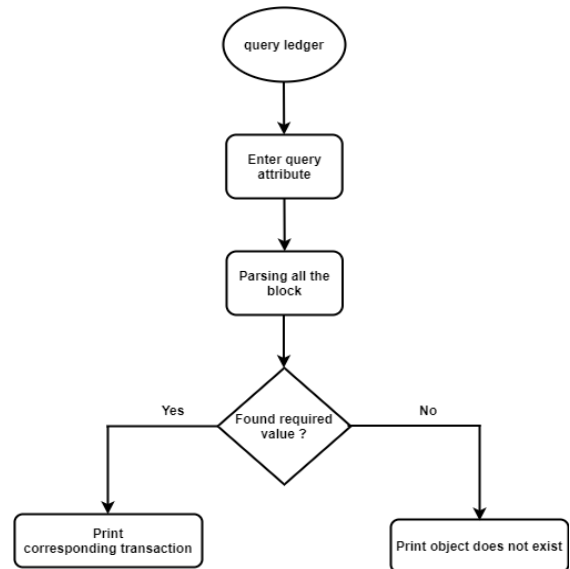 query ledger
Enter query
attribute
Parsing all the
block
Found required
value ?
Yes
No
Print
corresponding transaction
Print object does not exist